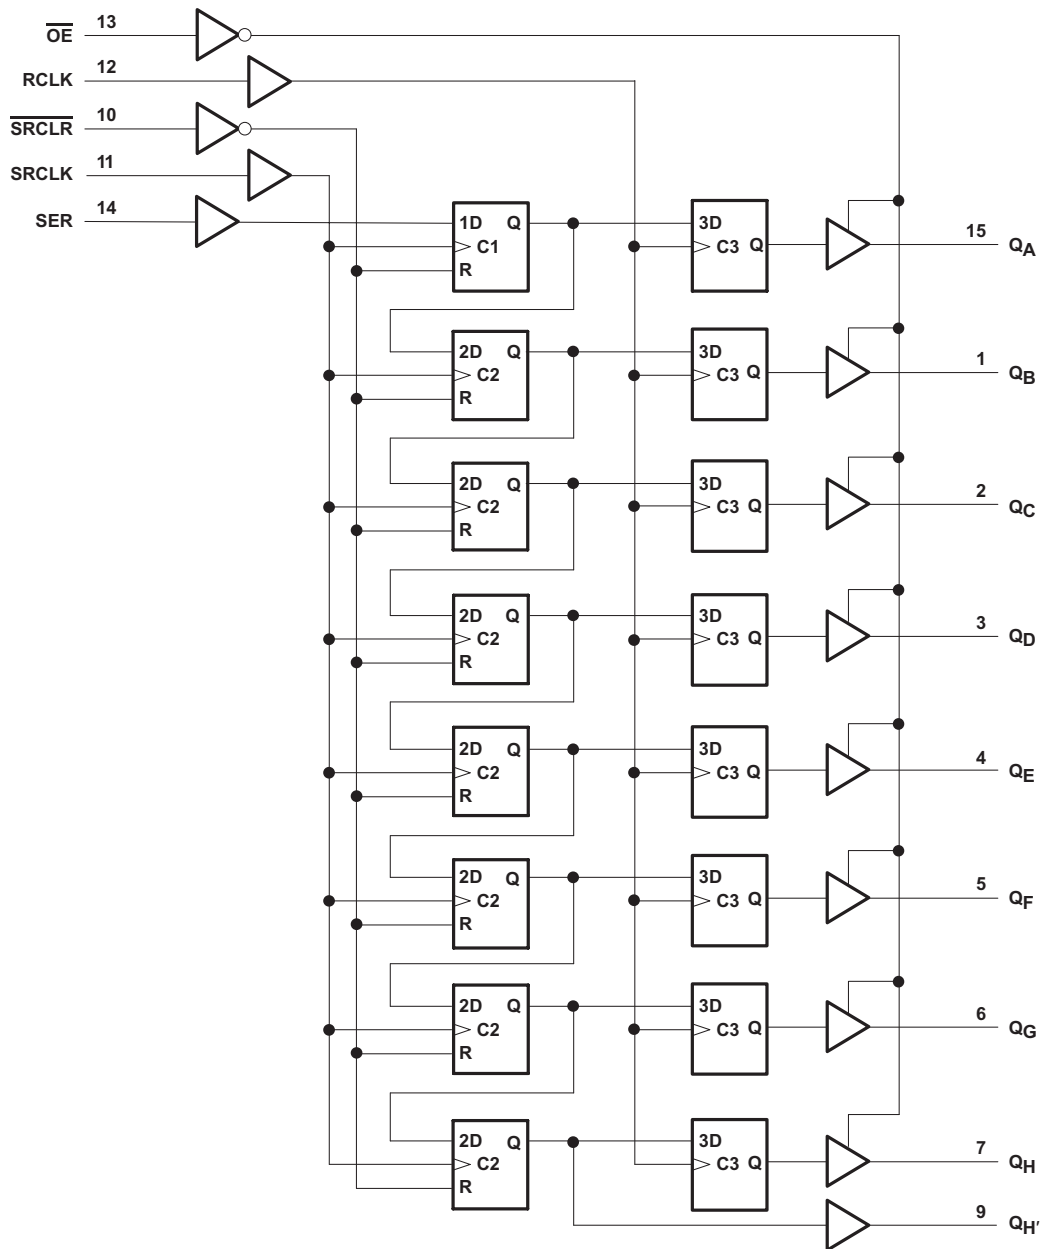 OE 13
RCLK 12
SRCLR 10
SRCLK 11
SER 14
1D Q 3D
C1 C3 Q 15 QA
R
2D Q 3D
C2 C3 Q 1 QB
R
2D Q 3D
C2 C3 Q 2 QC
R
2D Q 3D
C2 C3 Q 3 QD
R
2D Q 3D
C2 C3 Q 4 QE
R
2D Q 3D
C2 C3 Q 5 QF
R
2D Q 3D
C2 C3 Q 6 QG
R
2D Q 3D
C2 C3 Q 7 QH
R
9 QH′